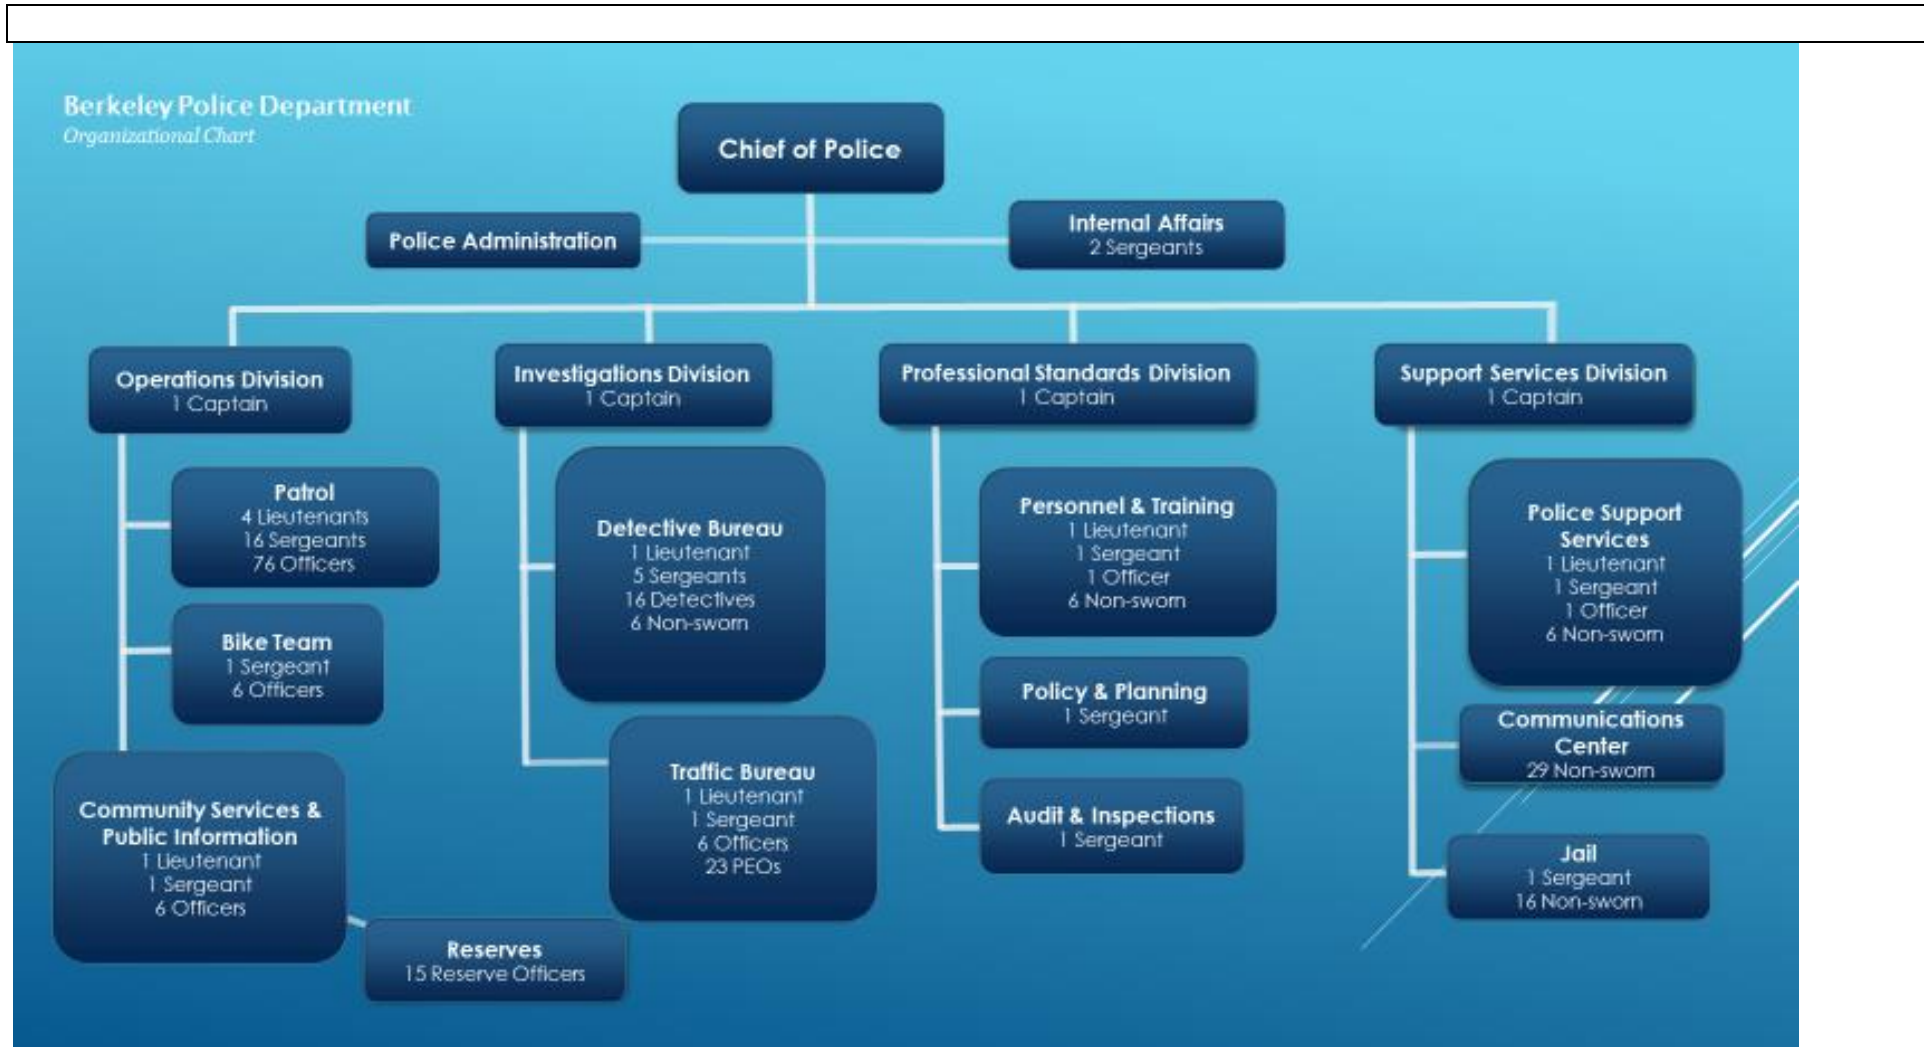 Berkeley Police Department
Organizational Chart
Chief of Police
Police Administration
Internal Affairs
2 Sergeants
Operations Division
1 Captain
Patrol
4 Lieutenants
16 Sergeants
76 Officers
Bike Team
1 Sergeant
6 Officers
Community Services &
Public Information
1 Lieutenant
1 Sergeant
6 Officers
Reserves
15 Reserve Officers
Investigations Division
1 Captain
Detective Bureau
1 Lieutenant
5 Sergeants
16 Detectives
6 Non-sworn
Traffic Bureau
1 Lieutenant
1 Sergeant
6 Officers
23 PEOs
Professional Standards Division
1 Captain
Personnel & Training
1 Lieutenant
1 Sergeant
1 Officer
6 Non-sworn
Policy & Planning
1 Sergeant
Audit & Inspections
1 Sergeant
Support Services Division
1 Captain
Police Support
Services
1 Lieutenant
1 Sergeant
1 Officer
6 Non-sworn
Communications
Center
29 Non-sworn
Jail
1 Sergeant
16 Non-sworn